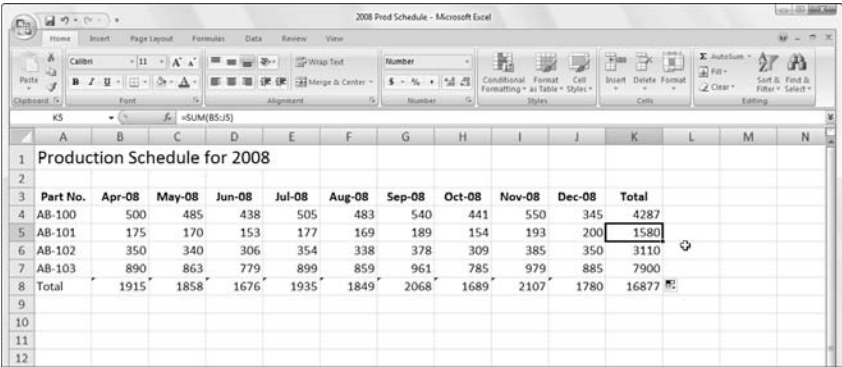 2008 Prod Schedule - Microsoft Excel
Home Insert Page Layout Formulas Data Review View
Calibri 11 A A Wrap Text Number AutoSum
Fill
Paste B I U A Merge & Center $ % , Conditional Format Cell Insert Delete Format Clear Sort & Find &
Formatting as Table Styles Filter Select
Clipboard Font Alignment Number Styles Cells Editing
K5 fx =SUM(B5:J5)
A B C D E F G H I J K L M N
1 Production Schedule for 2008
2
3 Part No. Apr-08 May-08 Jun-08 Jul-08 Aug-08 Sep-08 Oct-08 Nov-08 Dec-08 Total
4 AB-100 500 485 438 505 483 540 441 550 345 4287
5 AB-101 175 170 153 177 169 189 154 193 200 1580
6 AB-102 350 340 306 354 338 378 309 385 350 3110
7 AB-103 890 863 779 899 859 961 785 979 885 7900
8 Total 1915 1858 1676 1935 1849 2068 1689 2107 1780 16877
9
10
11
12